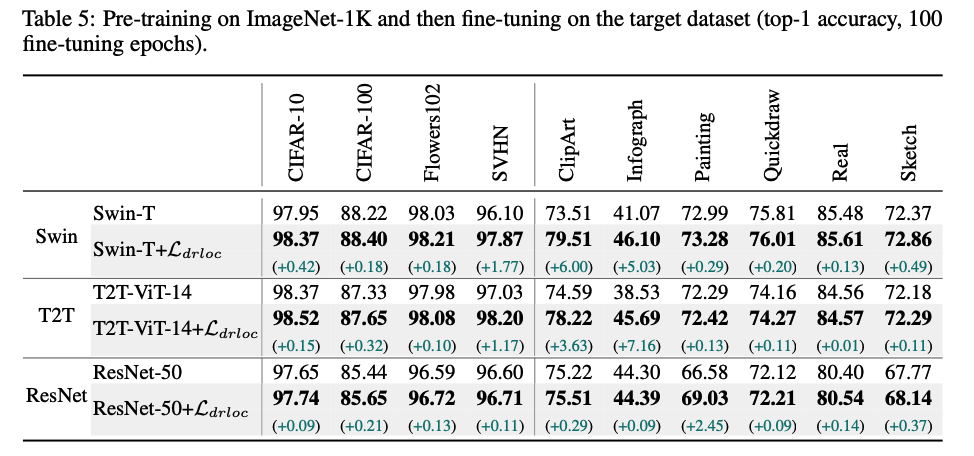 Table 5: Pre-training on ImageNet-1K and then fine-tuning on the target dataset (top-1 accuracy, 100
fine-tuning epochs).
CIFAR-10 CIFAR-100 Flowers102 SVHN ClipArt Infograph Painting Quickdraw Real Sketch
Swin-T 97.95 88.22 98.03 96.10 73.51 41.07 72.99 75.81 85.48 72.37
Swin
Swin-T+ℒdrloc 98.37 88.40 98.21 97.87 79.51 46.10 73.28 76.01 85.61 72.86
(+0.42) (+0.18) (+0.18) (+1.77) (+6.00) (+5.03) (+0.29) (+0.20) (+0.13) (+0.49)
T2T-ViT-14 98.37 87.33 97.98 97.03 74.59 38.53 72.29 74.16 84.56 72.18
T2T
T2T-ViT-14+ℒdrloc 98.52 87.65 98.08 98.20 78.22 45.69 72.42 74.27 84.57 72.29
(+0.15) (+0.32) (+0.10) (+1.17) (+3.63) (+7.16) (+0.13) (+0.11) (+0.01) (+0.11)
ResNet-50 97.65 85.44 96.59 96.60 75.22 44.30 66.58 72.12 80.40 67.77
ResNet
ResNet-50+ℒdrloc 97.74 85.65 96.72 96.71 75.51 44.39 69.03 72.21 80.54 68.14
(+0.09) (+0.21) (+0.13) (+0.11) (+0.29) (+0.09) (+2.45) (+0.09) (+0.14) (+0.37)